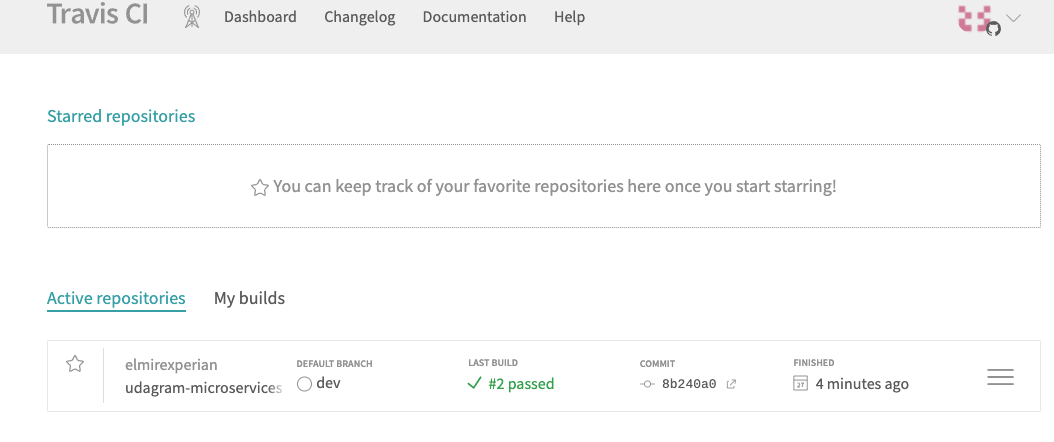 Travis CI Dashboard Changelog Documentation Help
Starred repositories
You can keep track of your favorite repositories here once you start starring!
Active repositories My builds
elmirexperian DEFAULT BRANCH LAST BUILD COMMIT FINISHED
udagram-microservices dev #2 passed 8b240a0 27 4 minutes ago